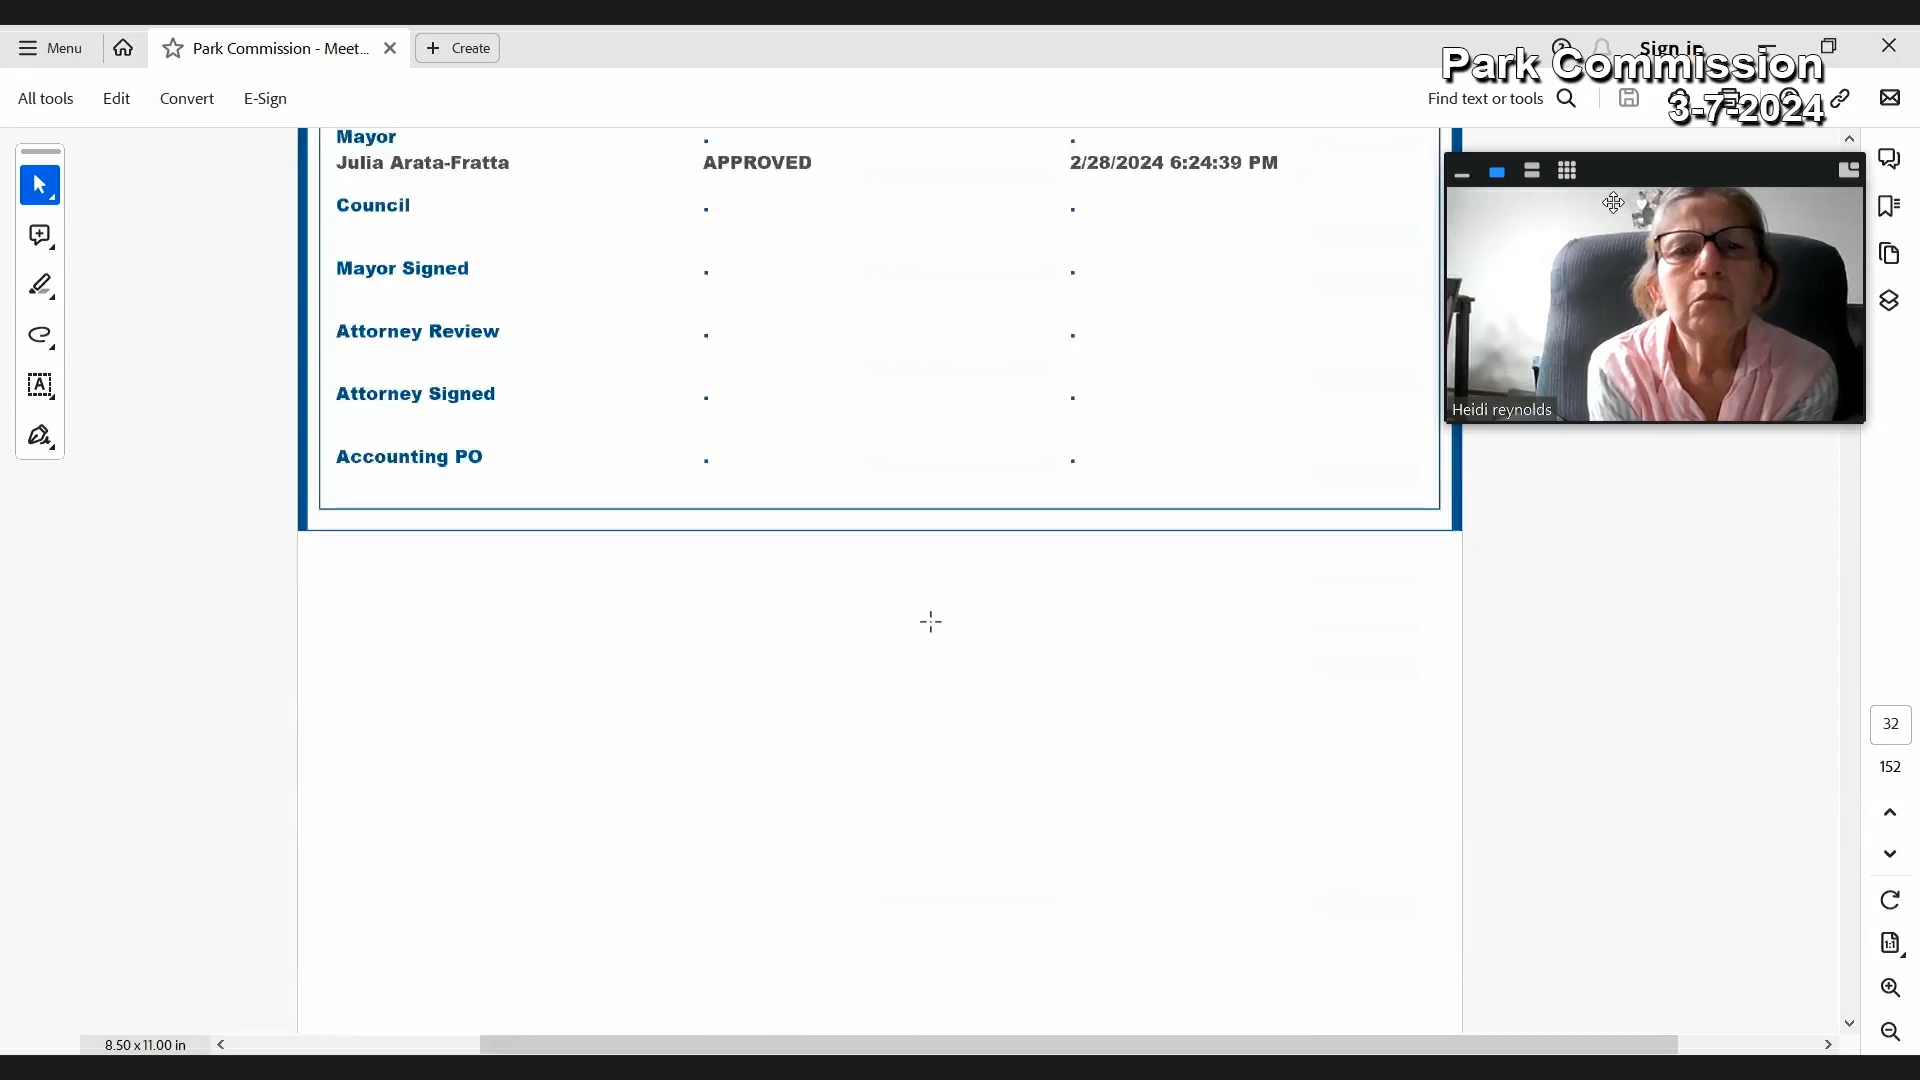 Menu
Park Commission - Meet...
Create
Park Commission
3-7-2024
All tools
Edit
Convert
E-Sign
Find text or tools
Mayor . .
Julia Arata-Fratta APPROVED 2/28/2024 6:24:39 PM
Council . .
Mayor Signed . .
Attorney Review . .
Attorney Signed . .
Accounting PO . .
Heidi reynolds
32
152
8.50 x 11.00 in